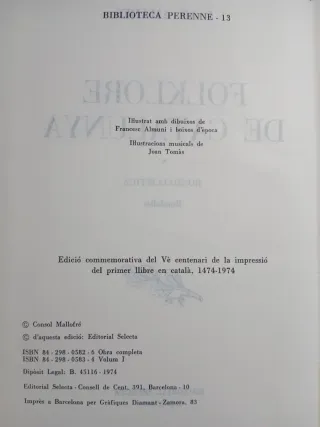 BIBLIOTECA PERENNE - 13
Il·lustrat amb dibuixos de
Francesc Almuni i boixos d'època
Il·lustracions musicals de
Joan Tomàs
Edició commemorativa del Vè centenari de la impressió
del primer llibre en català, 1474-1974
© Consol Mallofré
© d'aquesta edició: Editorial Selecta
ISBN 84 - 298 - 0582 - 6 Obra completa
ISBN 84 - 298 - 0583 - 4 Volum I
Dipòsit Legal: B. 45116 - 1974
Editorial Selecta - Consell de Cent, 391, Barcelona - 10
Imprès a Barcelona per Gràfiques Diamant - Zamora, 83
FOLKLORE
DE CATALUNYA